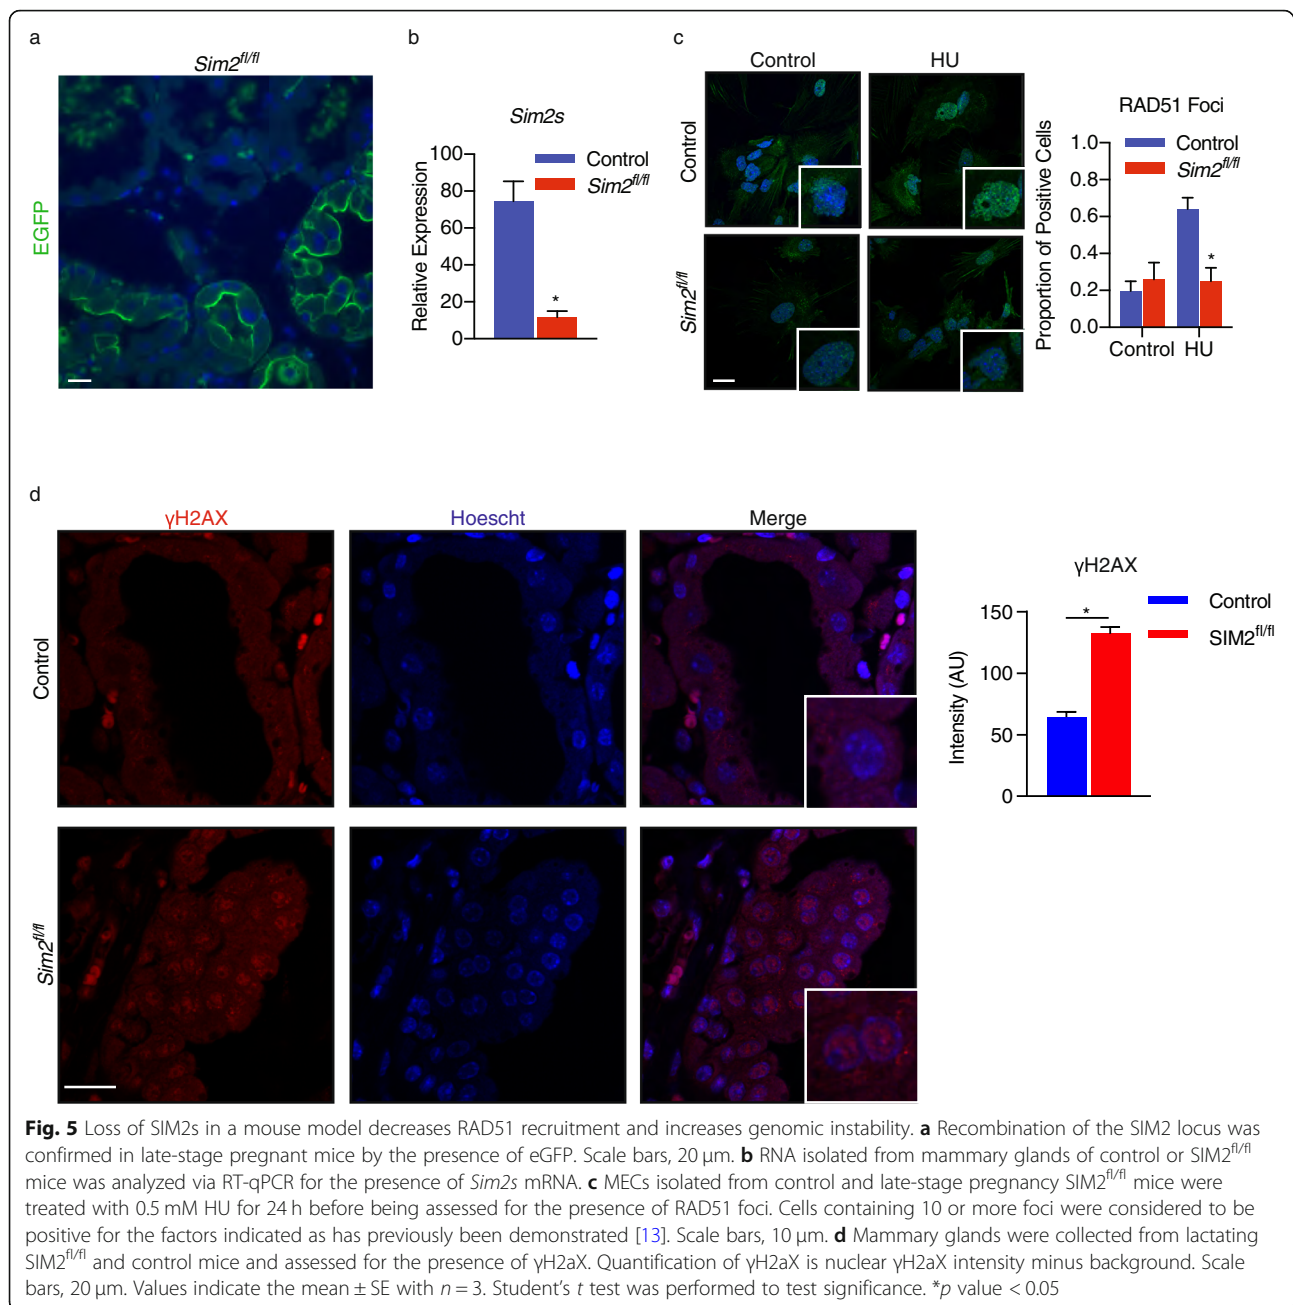 a
Sim2fl/fl
EGFP
b
Sim2s
Relative Expression
100
80
60
40
20
0
Control
Sim2fl/fl
*
c
Control
HU
Control
Sim2fl/fl
RAD51 Foci
Proportion of Positive Cells
1.0
0.8
0.6
0.4
0.2
0.0
Control
Sim2fl/fl
*
Control HU
d
γH2AX
Hoescht
Merge
Control
Sim2fl/fl
γH2AX
Intensity (AU)
150
100
50
0
*
Control
SIM2fl/fl
Fig. 5 Loss of SIM2s in a mouse model decreases RAD51 recruitment and increases genomic instability. a Recombination of the SIM2 locus was
confirmed in late-stage pregnant mice by the presence of eGFP. Scale bars, 20 μm. b RNA isolated from mammary glands of control or SIM2fl/fl
mice was analyzed via RT-qPCR for the presence of Sim2s mRNA. c MECs isolated from control and late-stage pregnancy SIM2fl/fl mice were
treated with 0.5 mM HU for 24 h before being assessed for the presence of RAD51 foci. Cells containing 10 or more foci were considered to be
positive for the factors indicated as has previously been demonstrated [13]. Scale bars, 10 μm. d Mammary glands were collected from lactating
SIM2fl/fl and control mice and assessed for the presence of γH2aX. Quantification of γH2aX is nuclear γH2aX intensity minus background. Scale
bars, 20 μm. Values indicate the mean ± SE with n = 3. Student's t test was performed to test significance. *p value < 0.05